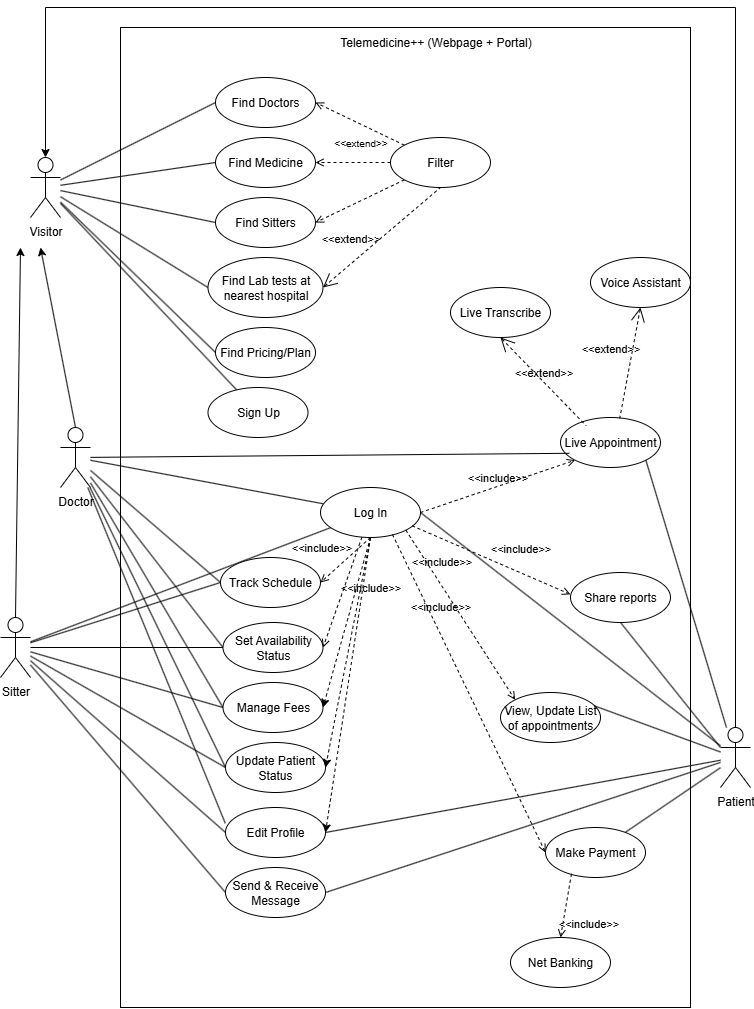 Telemedicine++ (Webpage + Portal)
Find Doctors
<<extend>>
Find Medicine
Filter
Visitor
Find Sitters
<<extend>>
Find Lab tests at
nearest hospital
Voice Assistant
Live Transcribe
Find Pricing/Plan
<<extend>>
<<extend>>
Sign Up
Live Appointment
<<include>>
Doctor
Log In
<<include>>
<<include>>
<<include>>
Track Schedule
<<include>>
Share reports
<<include>>
Set Availability
Status
Sitter
Manage Fees
View, Update List
of appointments
Update Patient
Status
Patient
Edit Profile
Make Payment
Send & Receive
Message
<<include>>
Net Banking